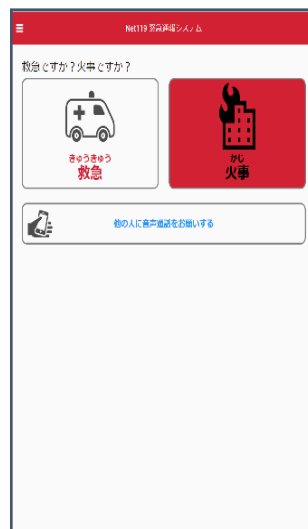 Net119 緊急通報システム
救急ですか？火事ですか？
きゅうきゅう
救急
かじ
火事
他の人に音声通話をお願いする